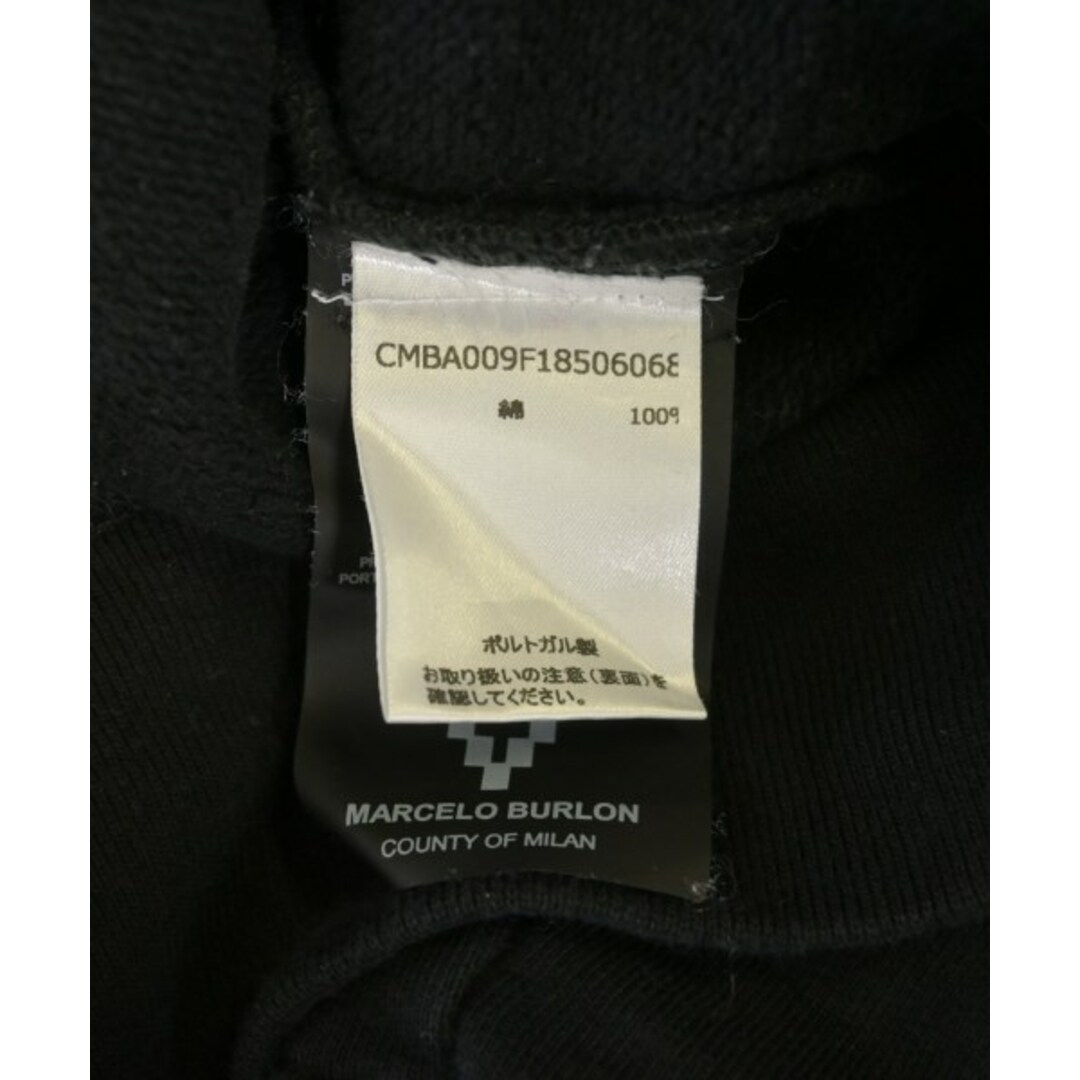 CMBA009F18506068
綿 100%
ポルトガル製
お取り扱いの注意(裏面)を
確認してください。
MARCELO BURLON
COUNTY OF MILAN